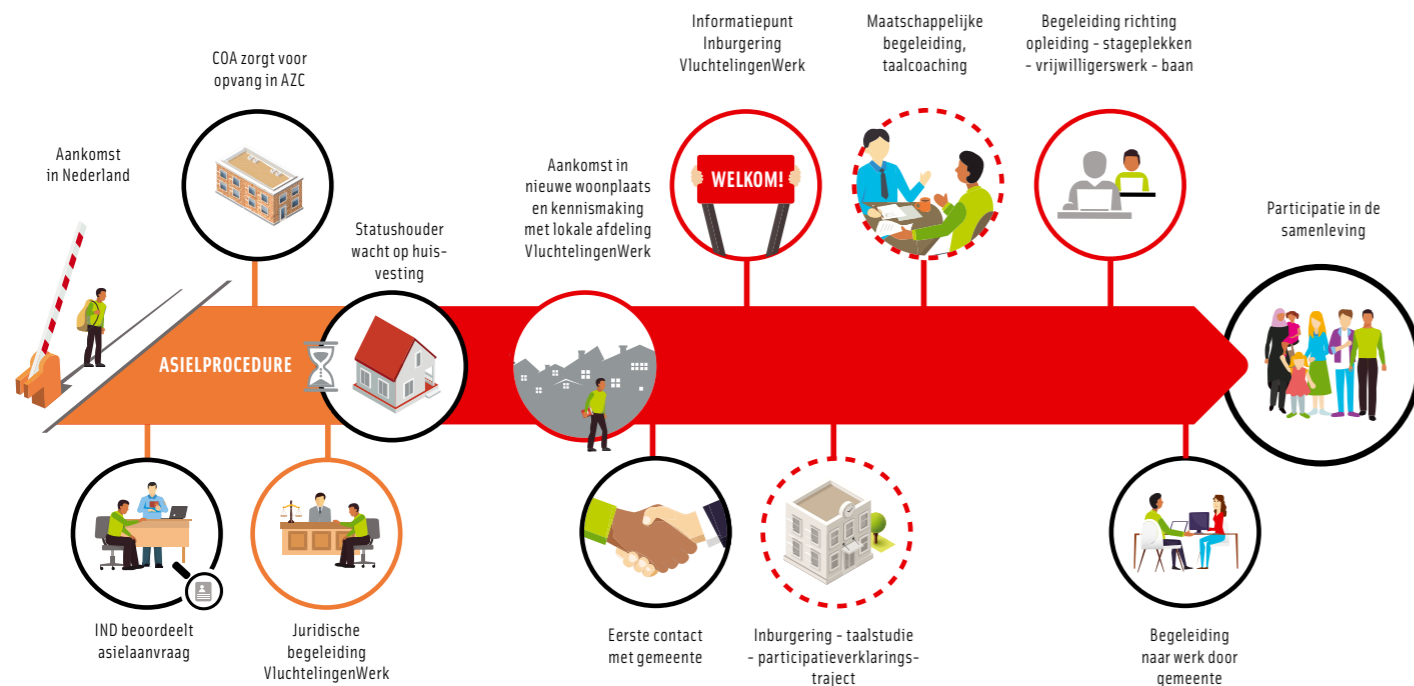 Aankomst
in Nederland
COA zorgt voor
opvang in AZC
IND beoordeelt
asielaanvraag
Juridische
begeleiding
VluchtelingenWerk
ASIELPROCEDURE
Statushouder
wacht op huis-
vesting
Aankomst in
nieuwe woonplaats
en kennismaking
met lokale afdeling
VluchtelingenWerk
Eerste contact
met gemeente
Informatiepunt
Inburgering
VluchtelingenWerk
WELKOM!
Inburgering - taalstudie
- participatieverklarings-
traject
Maatschappelijke
begeleiding,
taalcoaching
Begeleiding richting
opleiding - stageplekken
- vrijwilligerswerk - baan
Begeleiding
naar werk door
gemeente
Participatie in de
samenleving